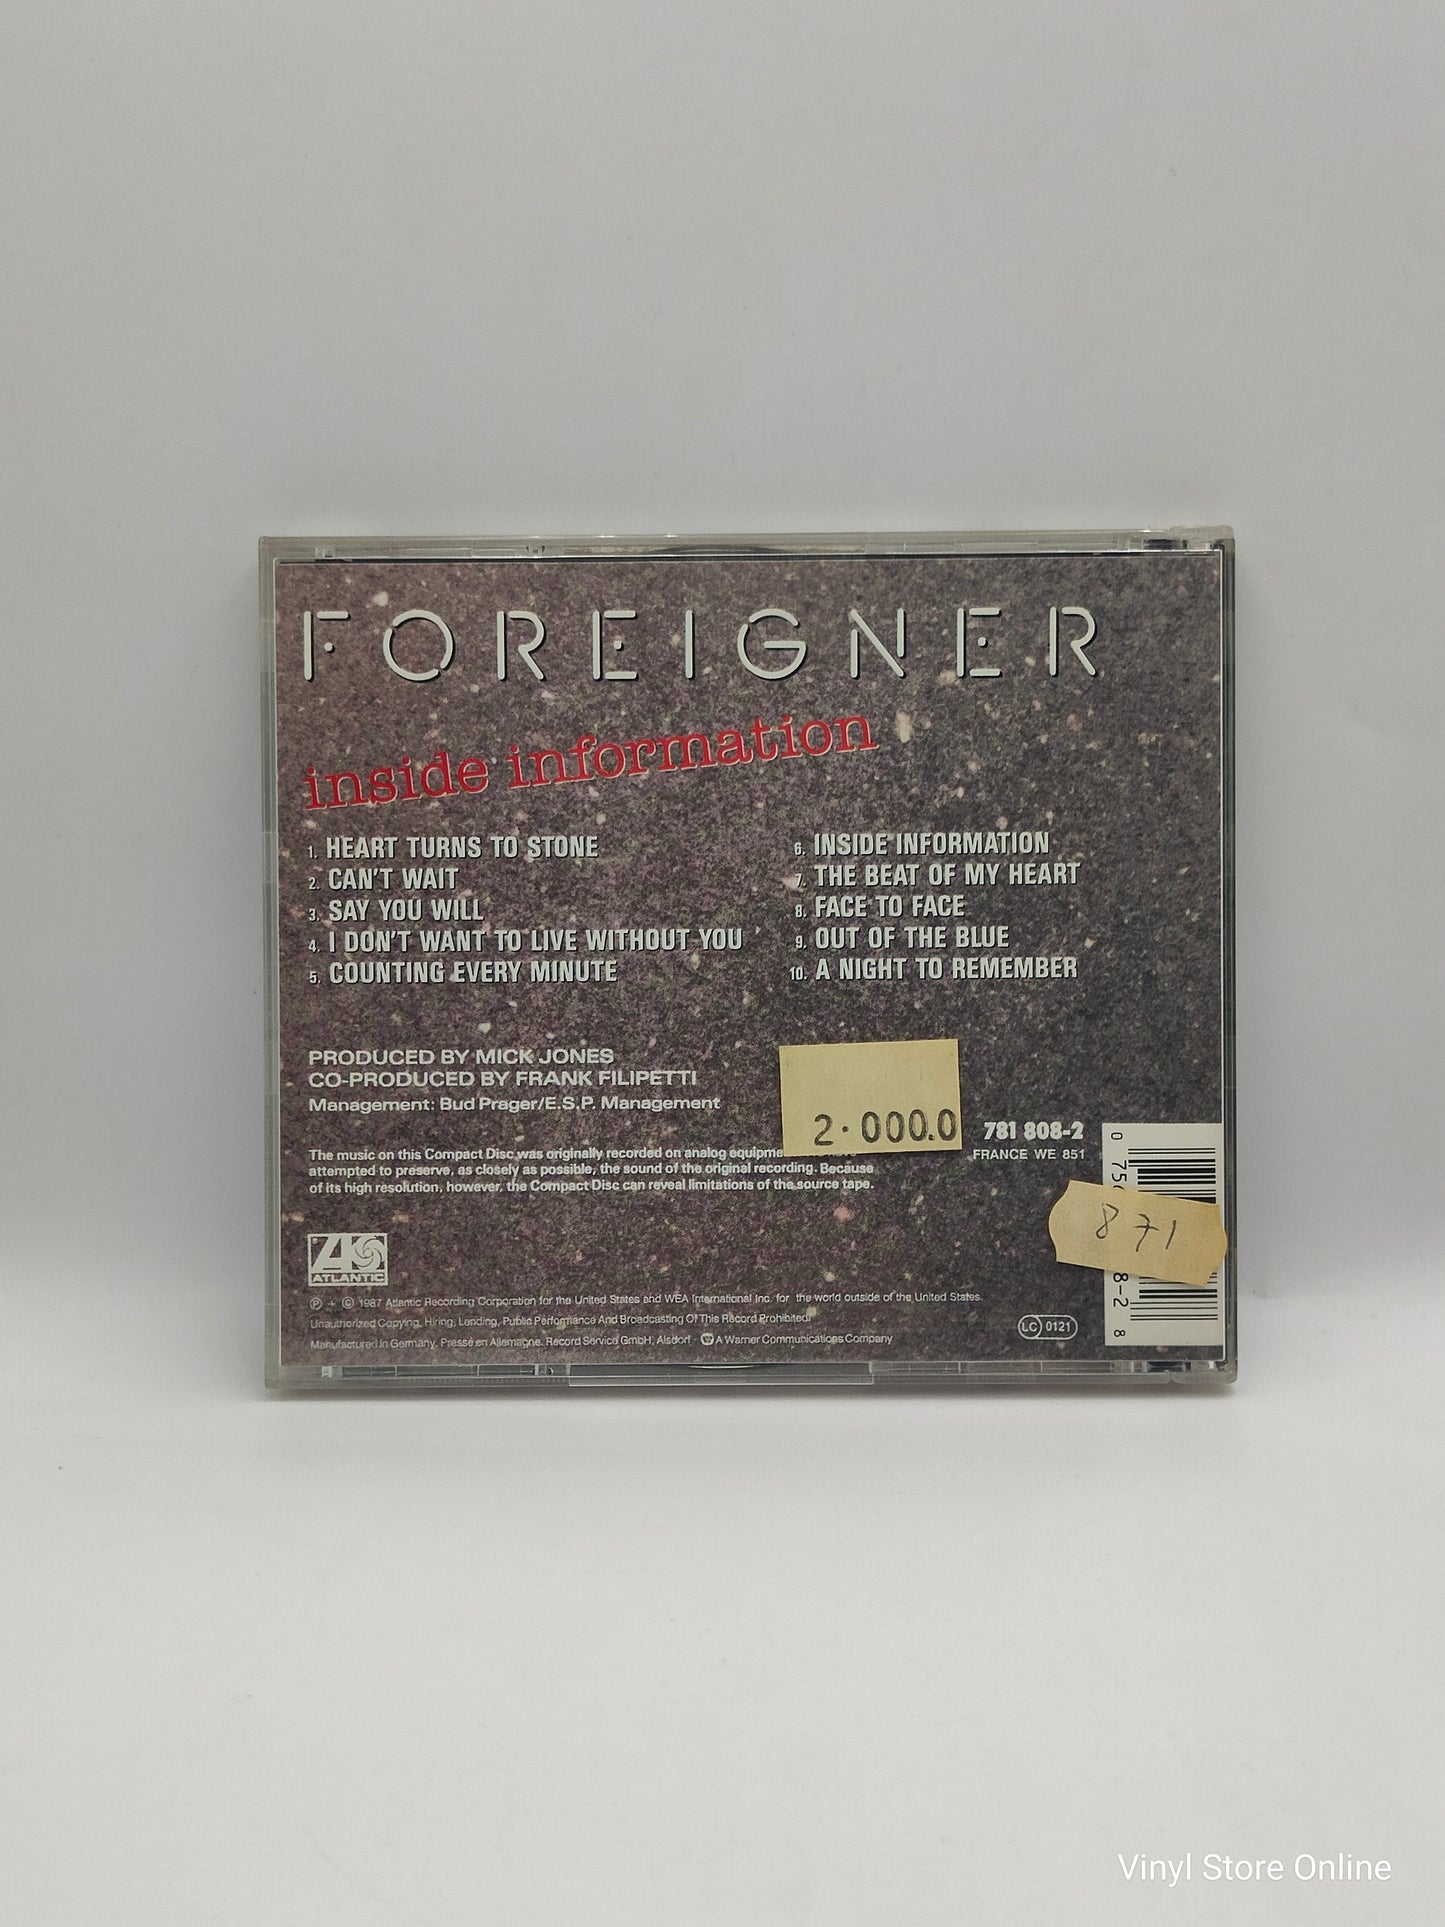 FOREIGNER
inside information
1. HEART TURNS TO STONE
2. CAN'T WAIT
3. SAY YOU WILL
4. I DON'T WANT TO LIVE WITHOUT YOU
5. COUNTING EVERY MINUTE
6. INSIDE INFORMATION
7. THE BEAT OF MY HEART
8. FACE TO FACE
9. OUT OF THE BLUE
10. A NIGHT TO REMEMBER
PRODUCED BY MICK JONES
CO-PRODUCED BY FRANK FILIPETTI
Management: Bud Prager/E.S.P. Management
2.000.0
781 808-2
FRANCE WE 851
The music on this Compact Disc was originally recorded on analog
attempted to preserve, as closely as possible, the sound of the original recording. Because
of its high resolution, however, the Compact Disc can reveal limitations of the source tape.
871
0 75
8-2 8
ATLANTIC
℗ + © 1987 Atlantic Recording Corporation for the United States and WEA International Inc. for the world outside of the United States.
Unauthorized Copying, Hiring, Lending, Public Performance And Broadcasting Of This Record Prohibited!
Manufactured in Germany. Pressé en Allemagne. Record Service GmbH, Alsdorf · A Warner Communications Company
LC 0121
Vinyl Store Online